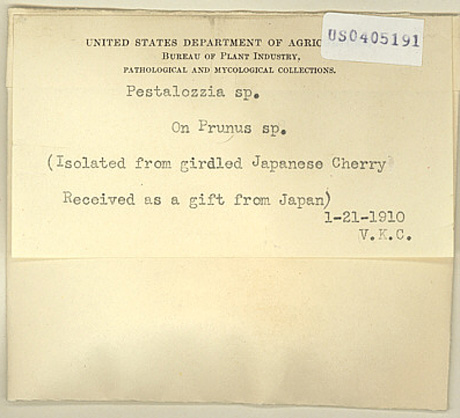 UNITED STATES DEPARTMENT OF AGRIC
US0405191
BUREAU OF PLANT INDUSTRY,
PATHOLOGICAL AND MYCOLOGICAL COLLECTIONS.
Pestalozzia sp.
On Prunus sp.
(Isolated from girdled Japanese Cherry
Received as a gift from Japan)
1-21-1910
V.K.C.